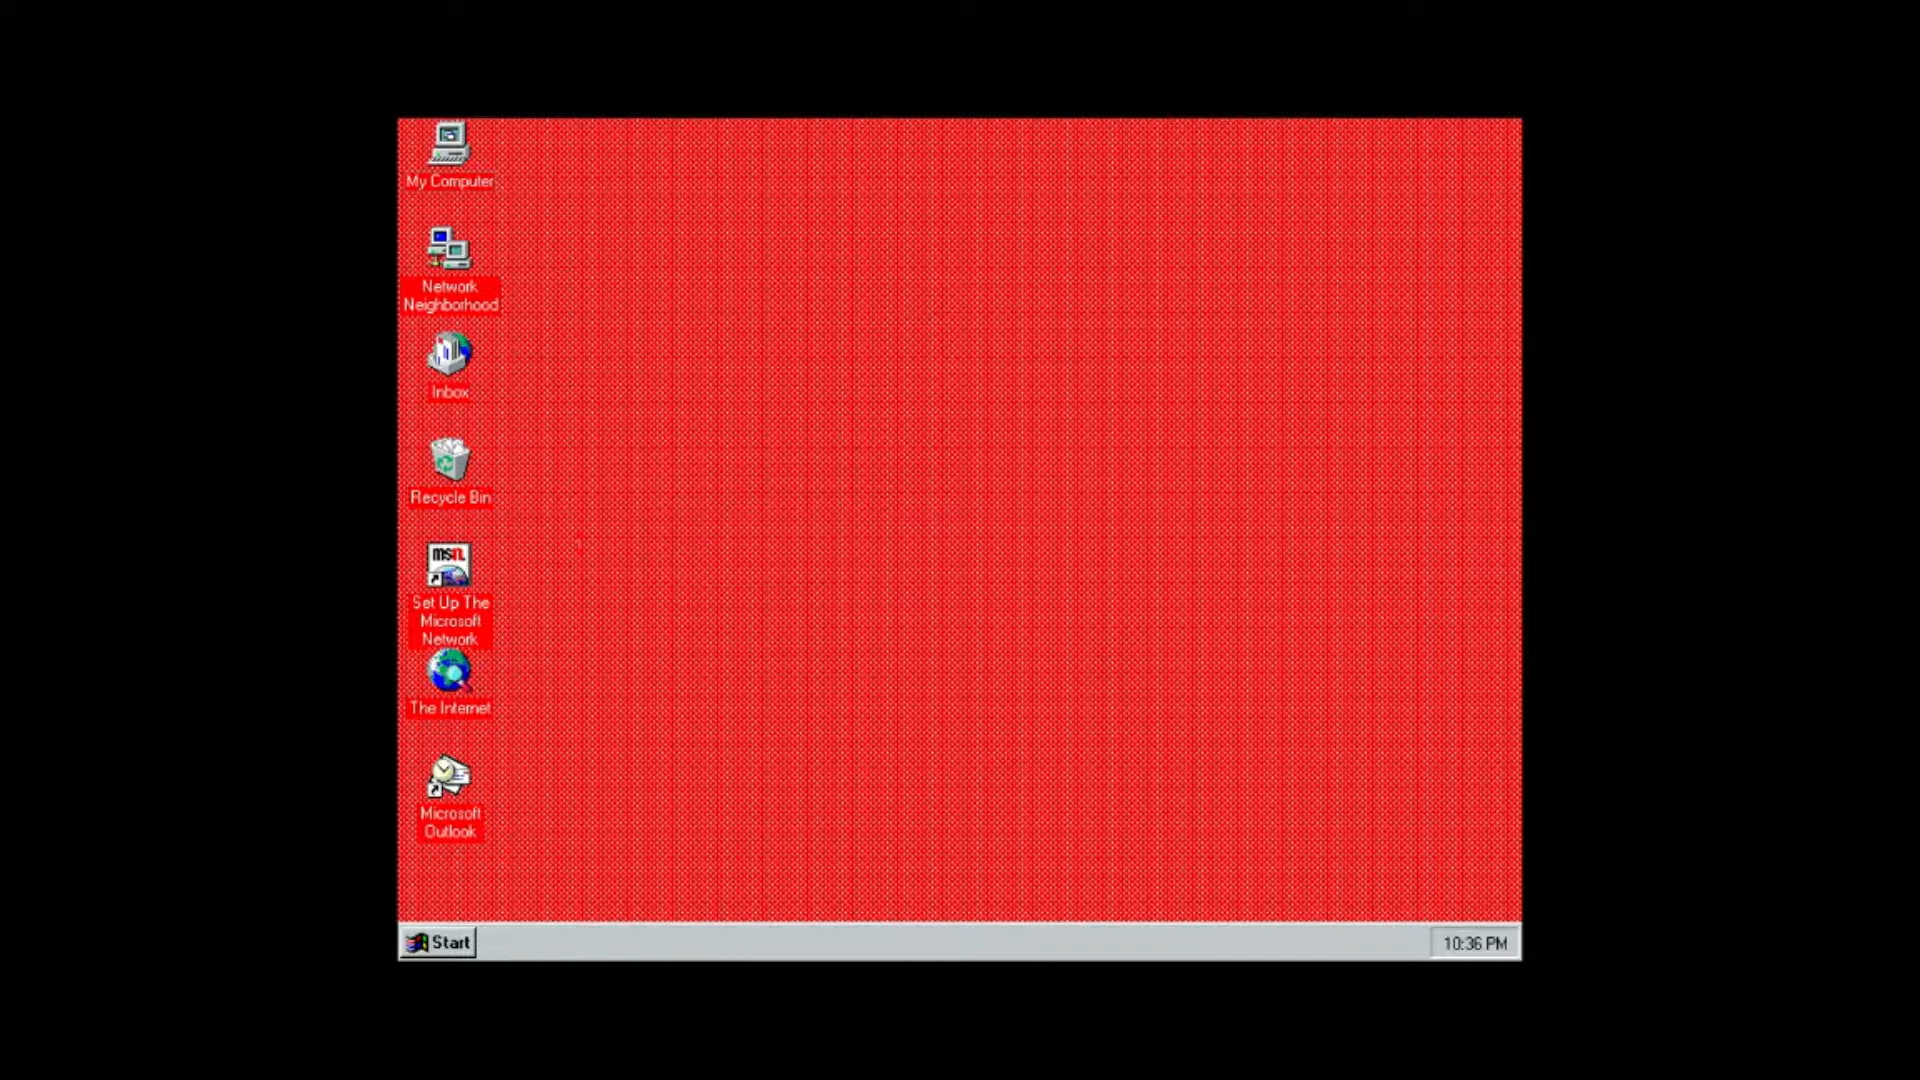 My Computer
Network
Neighborhood
Inbox
Recycle Bin
msn
Set Up The
Microsoft
Network
The Internet
Microsoft
Outlook
Start
10:36 PM